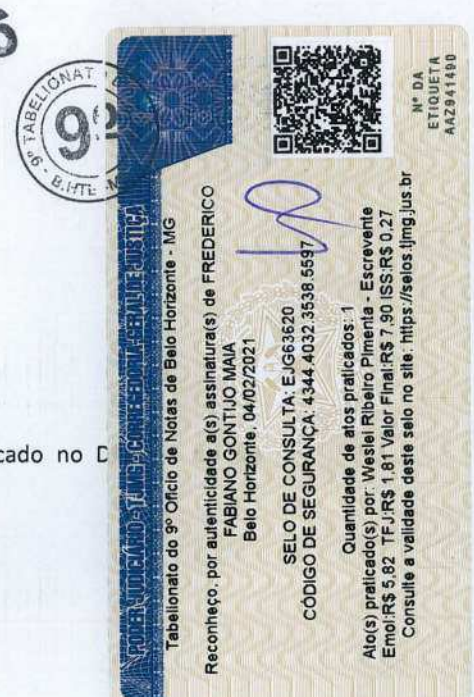 S
9º TABELIONAT
9º
B.HTE
PODER JUDICIÁRIO - TJMG - CORREGEDORIA-GERAL DE JUSTIÇA
Tabelionato do 9º Ofício de Notas de Belo Horizonte - MG
Reconheço, por autenticidade a(s) assinatura(s) de FREDERICO
FABIANO GONTIJO MAIA
Belo Horizonte, 04/02/2021
SELO DE CONSULTA: EJG63620
CÓDIGO DE SEGURANÇA: 4344.4032.3538.5597
Quantidade de atos praticados: 1
Ato(s) praticado(s) por: Weslei Ribeiro Pimenta - Escrevente
Emol:R$ 5,82 TFJ:R$ 1,81 Valor Final:R$ 7,90 ISS:R$ 0,27
Consulte a validade deste selo no site: https://selos.tjmg.jus.br
Nº DA
ETIQUETA
AAZ941490
cado no D